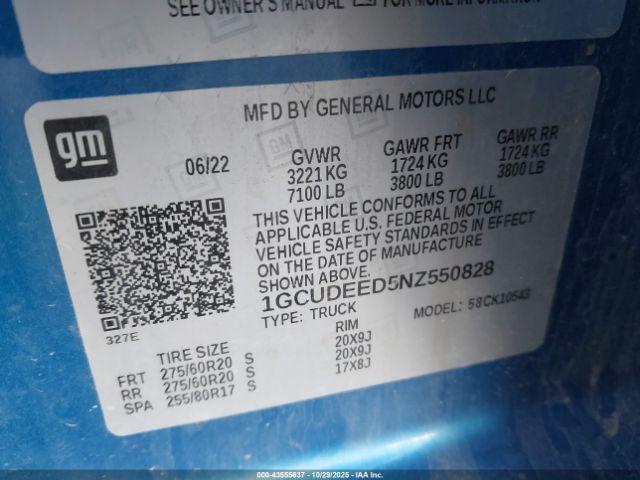 SEE OWNER'S MANUAL FOR MORE INFORMATION
gm
MFD BY GENERAL MOTORS LLC
06/22
GVWR GAWR FRT GAWR RR
3221 KG 1724 KG 1724 KG
7100 LB 3800 LB 3800 LB
THIS VEHICLE CONFORMS TO ALL
APPLICABLE U.S. FEDERAL MOTOR
VEHICLE SAFETY STANDARDS IN EFFECT
ON THE DATE OF MANUFACTURE
SHOWN ABOVE.
1GCUDEED5NZ550828
TYPE: TRUCK MODEL: 58CK10543
327E
TIRE SIZE RIM
FRT 275/60R20 S 20X9J
RR 275/60R20 S 20X9J
SPA 255/80R17 S 17X8J
000-43555637 - 10/29/2025 - IAA Inc.